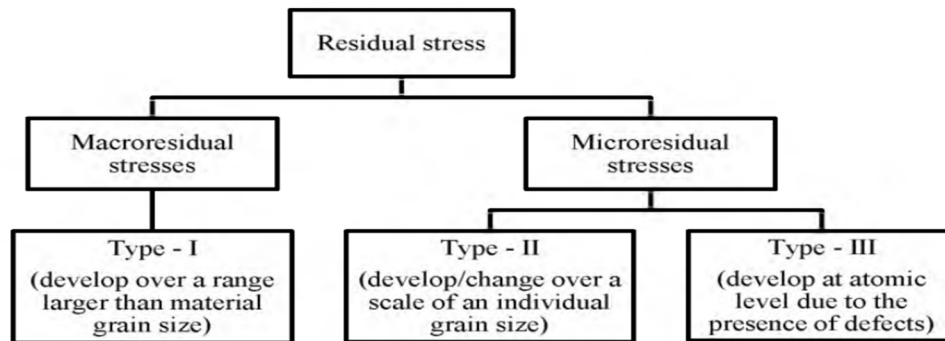 Residual stress
Macroresidual
stresses
Microresidual
stresses
Type - I
(develop over a range
larger than material
grain size)
Type - II
(develop/change over a
scale of an individual
grain size)
Type - III
(develop at atomic
level due to the
presence of defects)